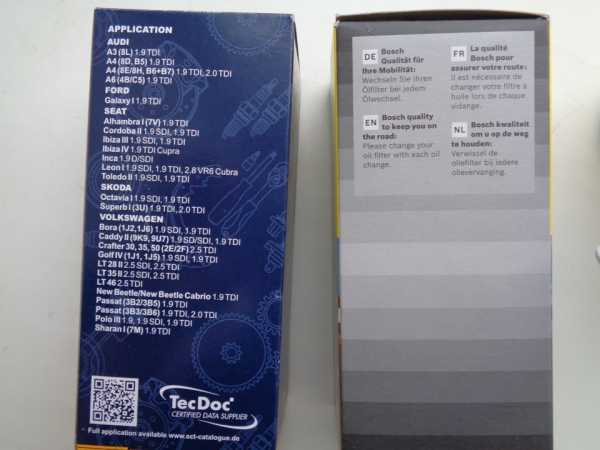 APPLICATION
AUDI
A3 (8L) 1.9 TDI
A4 (8D, B5) 1.9 TDI
A4 (8E/8H, B6+B7) 1.9 TDI, 2.0 TDI
A6 (4B/C5) 1.9 TDI
FORD
Galaxy I 1.9 TDI
SEAT
Alhambra I (7V) 1.9 TDI
Cordoba II 1.9 SDI, 1.9 TDI
Ibiza III 1.9 SDI, 1.9 TDI
Ibiza IV 1.9 TDI Cupra
Inca 1.9 D/SDI
Leon I 1.9 SDI, 1.9 TDI, 2.8 VR6 Cubra
Toledo II 1.9 SDI, 1.9 TDI
SKODA
Octavia I 1.9 SDI, 1.9 TDI
Superb I (3U) 1.9 TDI, 2.0 TDI
VOLKSWAGEN
Bora (1J2,1J6) 1.9 SDI, 1.9 TDI
Caddy II (9K9, 9U7) 1.9 SD/SDI, 1.9 TDI
Crafter 30, 35, 50 (2E/2F) 2.5 TDI
Golf IV (1J1, 1J5) 1.9 SDI, 1.9 TDI
LT 28 II 2.5 SDI, 2.5 TDI
LT 35 II 2.5 SDI, 2.5 TDI
LT 46 2.5 TDI
New Beetle/New Beetle Cabrio 1.9 TDI
Passat (3B2/3B5) 1.9 TDI
Passat (3B3/3B6) 1.9 TDI, 2.0 TDI
Polo III 1.9, 1.9 SDI, 1.9 TDI
Sharan I (7M) 1.9 TDI
TecDoc
CERTIFIED DATA SUPPLIER
Full application available www.sct-catalogue.de
DE Bosch
Qualität für
Ihre Mobilität:
Wechseln Sie Ihren
Ölfilter bei jedem
Ölwechsel.
FR La qualité
Bosch pour
assurer votre route:
Il est nécessaire de
changer votre filtre à
huile lors de chaque
vidange.
EN Bosch quality
to keep you on
the road:
Please change your
oil filter with each oil
change.
NL Bosch kwaliteit
om u op de weg
te houden:
Verwissel de
oliefilter bij iedere
olieverversing.